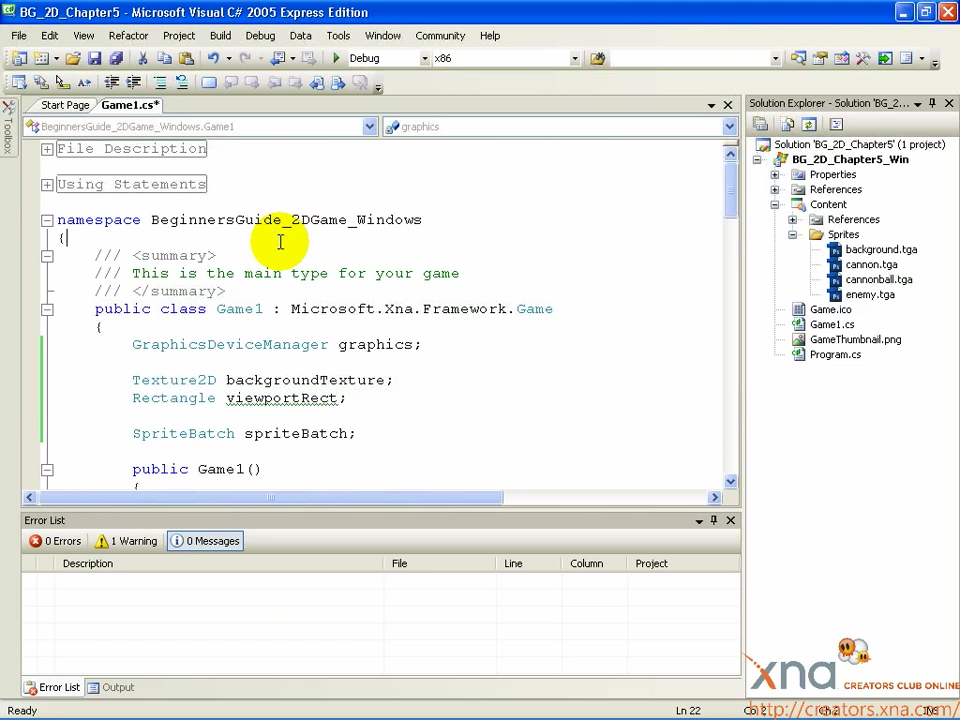 BG_2D_Chapter5 - Microsoft Visual C# 2005 Express Edition
File Edit View Refactor Project Build Debug Data Tools Window Community Help
Debug x86
Start Page Game1.cs*
Toolbox
BeginnersGuide_2DGame_Windows.Game1 graphics
File Description
Using Statements
namespace BeginnersGuide_2DGame_Windows
{
/// <summary>
/// This is the main type for your game
/// </summary>
public class Game1 : Microsoft.Xna.Framework.Game
{
GraphicsDeviceManager graphics;
Texture2D backgroundTexture;
Rectangle viewportRect;
SpriteBatch spriteBatch;
public Game1()
{
Solution Explorer - Solution 'BG_2...
Solution 'BG_2D_Chapter5' (1 project)
BG_2D_Chapter5_Win
Properties
References
Content
References
Sprites
background.tga
cannon.tga
cannonball.tga
enemy.tga
Game.ico
Game1.cs
GameThumbnail.png
Program.cs
Error List
0 Errors 1 Warning 0 Messages
Description File Line Column Project
Error List Output
xna CREATORS CLUB ONLINE
Ready Ln 22 Col 2
http://creators.xna.com/